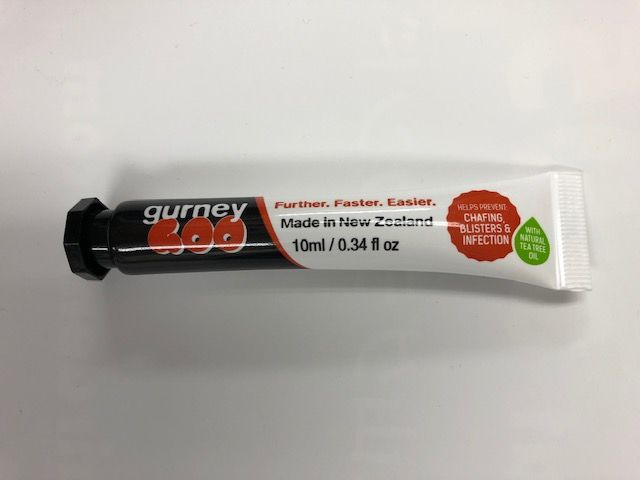 gurney
GOO
Further. Faster. Easier.
Made in New Zealand
10ml / 0.34 fl oz
HELPS PREVENT
CHAFING,
BLISTERS &
INFECTION
WITH
NATURAL
TEA TREE
OIL